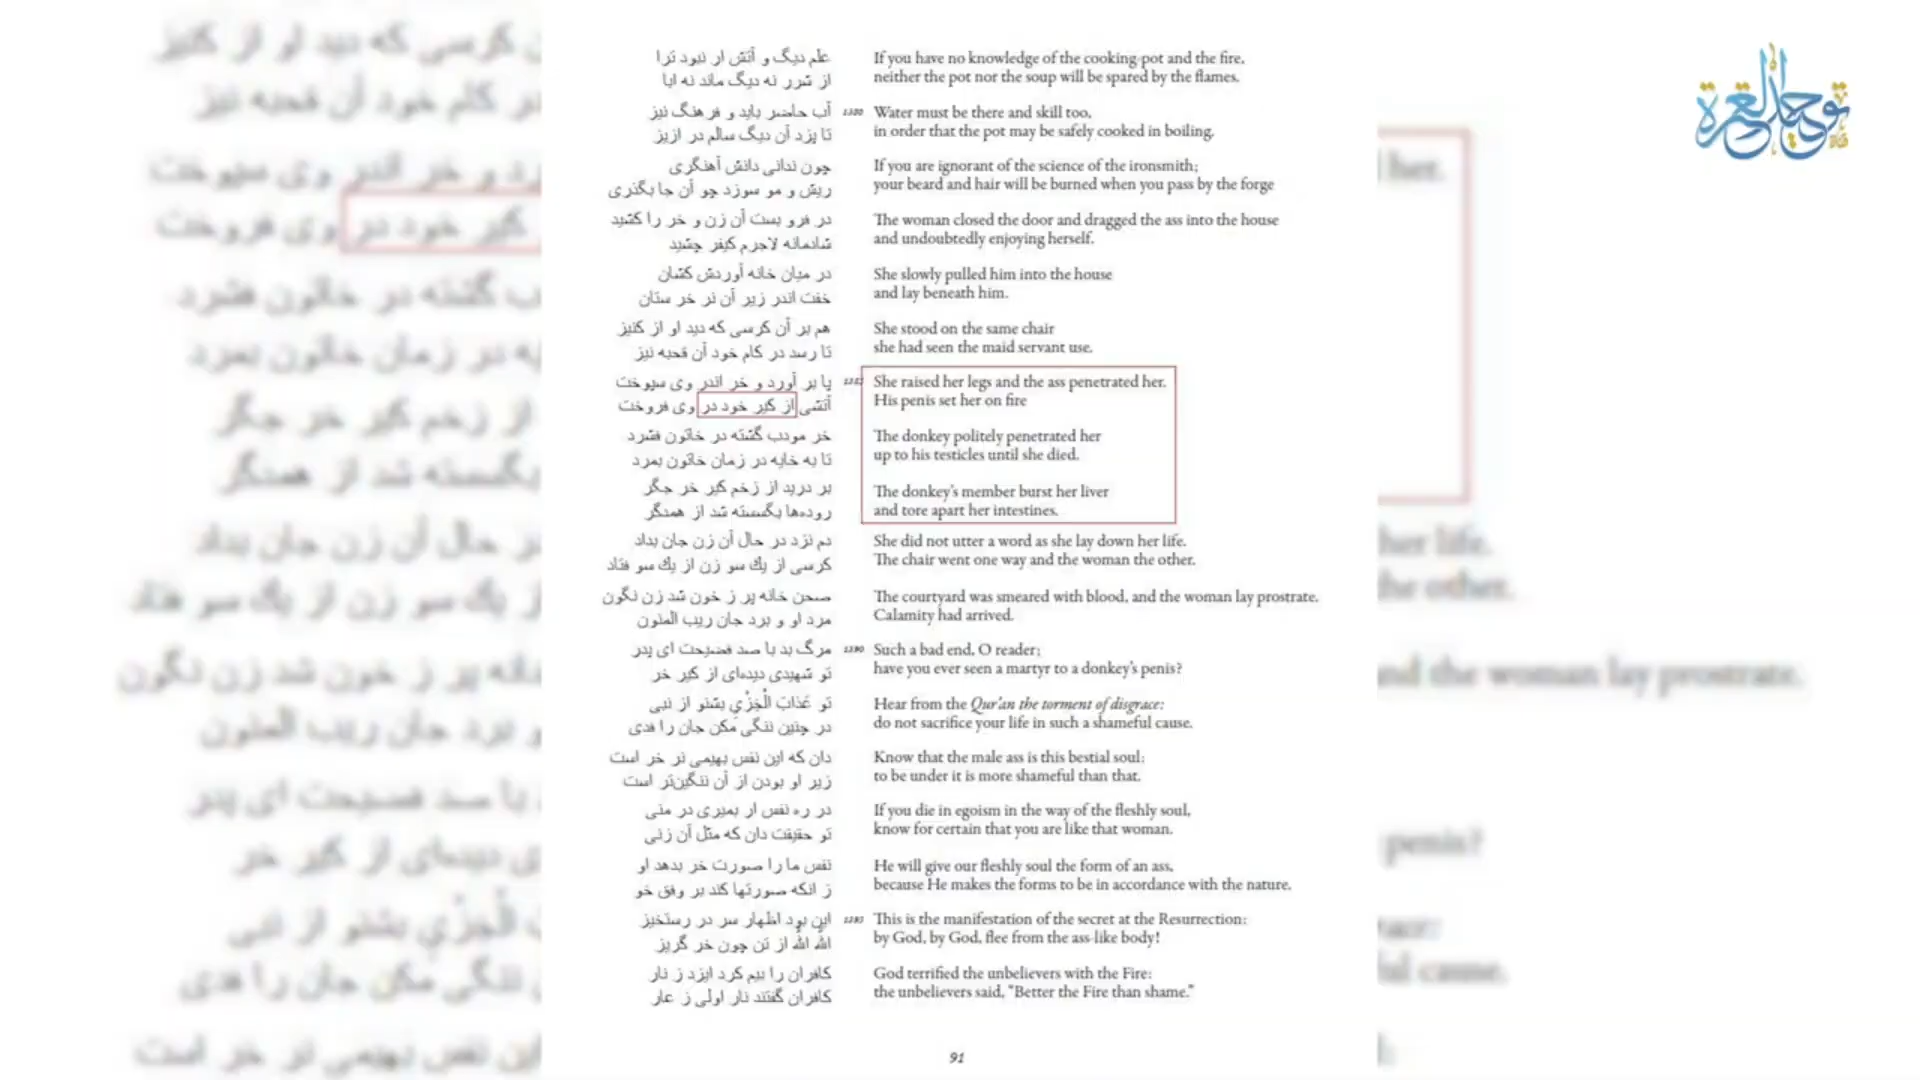 علم دیگ و آتش ار نبود ترا
از شرر نه دیگ ماند نه ابا
آب حاضر باید و فرهنگ نیز
تا پزد آن دیگ سالم در ازیز
چون ندانی دانش آهنگری
ریش و مو سوزد چو آن جا بگذری
در فرو بست آن زن و خر را کشید
شادمانه لاجرم کیفر چشید
در میان خانه آوردش کشان
خفت اندر زیر آن نر خر ستان
هم بر آن کرسی که دید او از کنیز
تا رسد در کام خود آن قحبه نیز
پا بر آورد و خر اندر وی سپوخت
آتشی از کیر خود در وی فروخت
خر مودب گشته در خاتون فشرد
تا به خایه در زمان خاتون بمرد
بر درید از زخم کیر خر جگر
روده‌ها بگسسته شد از همدگر
دم نزد در حال آن زن جان بداد
کرسی از یك سو زن از یك سو فتاد
صحن خانه پر ز خون شد زن نگون
مرد او و برد جان ریب المنون
مرگ بد با صد فضیحت ای پدر
تو شهیدی دیده‌ای از کیر خر
تو عَذابَ الْخِزْيِ بشنو از نبی
در چنین ننگی مکن جان را فدی
دان که این نفس بهیمی نر خر است
زیر او بودن از آن ننگین‌تر است
در ره نفس ار بمیری در منی
تو حقیقت دان که مثل آن زنی
نفس ما را صورت خر بدهد او
ز انکه صورتها کند بر وفق خو
این بود اظهار سر در رستخیز
الله الله از تن چون خر گریز
کافران را بیم کرد ایزد ز نار
کافران گفتند نار اولی ز عار
If you have no knowledge of the cooking-pot and the fire,
neither the pot nor the soup will be spared by the flames.
1380 Water must be there and skill too,
in order that the pot may be safely cooked in boiling.
If you are ignorant of the science of the ironsmith;
your beard and hair will be burned when you pass by the forge
The woman closed the door and dragged the ass into the house
and undoubtedly enjoying herself.
She slowly pulled him into the house
and lay beneath him.
She stood on the same chair
she had seen the maid servant use.
1385 She raised her legs and the ass penetrated her.
His penis set her on fire
The donkey politely penetrated her
up to his testicles until she died.
The donkey's member burst her liver
and tore apart her intestines.
She did not utter a word as she lay down her life.
The chair went one way and the woman the other.
The courtyard was smeared with blood, and the woman lay prostrate.
Calamity had arrived.
1390 Such a bad end, O reader;
have you ever seen a martyr to a donkey's penis?
Hear from the Qur'an the torment of disgrace:
do not sacrifice your life in such a shameful cause.
Know that the male ass is this bestial soul:
to be under it is more shameful than that.
If you die in egoism in the way of the fleshly soul,
know for certain that you are like that woman.
He will give our fleshly soul the form of an ass,
because He makes the forms to be in accordance with the nature.
1395 This is the manifestation of the secret at the Resurrection:
by God, by God, flee from the ass-like body!
God terrified the unbelievers with the Fire:
the unbelievers said, "Better the Fire than shame."
91